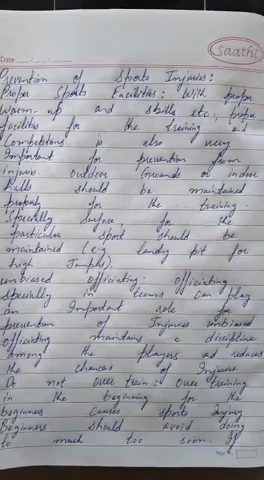 saathi
Date
Prevention of Sports Injuries:
Proper Sports Facilities: With proper
warm-up and skills etc., proper
facilities for the training ad
Competitions is also very
Important for prevention from
injuries. outdoor Grounds or indoor
Halls should be maintained
properly for the training.
Specially surface for the
particular sport should be
maintained (e.g. landing pit for
high Jumpler).
unbiased officiating: officiating
specially in teams can play
an Important role for
prevention of Injuries unbiased
officiting maintains a discipline
among the players ad reduces
the chances of Injuries
Do not over train: over training
in the beginning for the
beginners causes sports Injury
Beginners should avoid doing
to much too soon. If